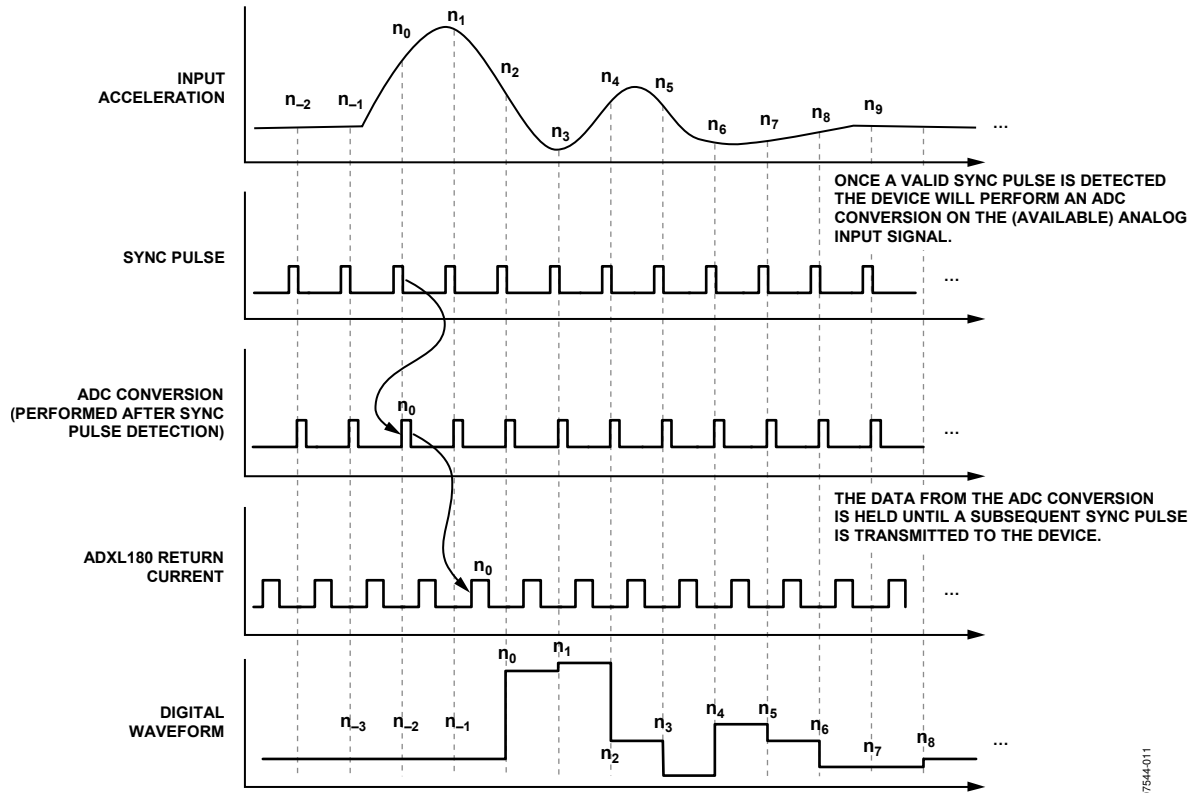 n0
n1
n2
n4
n5
n–2
n–1
n3
n6
n7
n8
n9
INPUT
ACCELERATION
...
ONCE A VALID SYNC PULSE IS DETECTED
THE DEVICE WILL PERFORM AN ADC
CONVERSION ON THE (AVAILABLE) ANALOG
INPUT SIGNAL.
SYNC PULSE
...
ADC CONVERSION
(PERFORMED AFTER SYNC
PULSE DETECTION)
n0
...
THE DATA FROM THE ADC CONVERSION
IS HELD UNTIL A SUBSEQUENT SYNC PULSE
IS TRANSMITTED TO THE DEVICE.
ADXL180 RETURN
CURRENT
n0
...
DIGITAL
WAVEFORM
n–3
n–2
n–1
n0
n1
n2
n3
n4
n5
n6
n7
n8
...
7544-011